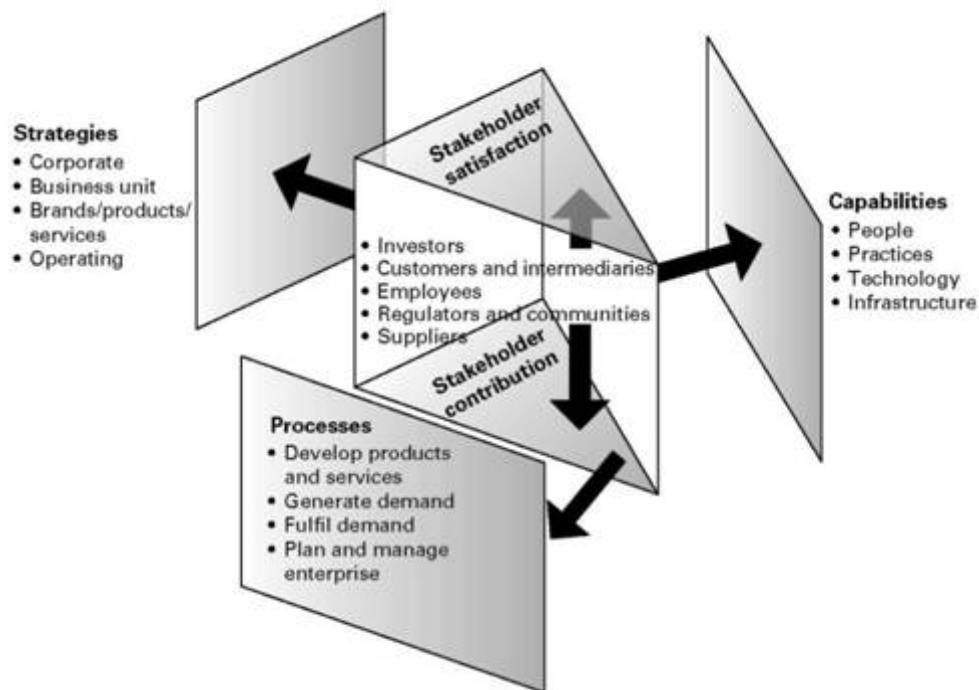 Strategies
• Corporate
• Business unit
• Brands/products/
services
• Operating
Stakeholder
satisfaction
• Investors
• Customers and intermediaries
• Employees
• Regulators and communities
• Suppliers
Stakeholder
contribution
Capabilities
• People
• Practices
• Technology
• Infrastructure
Processes
• Develop products
and services
• Generate demand
• Fulfil demand
• Plan and manage
enterprise